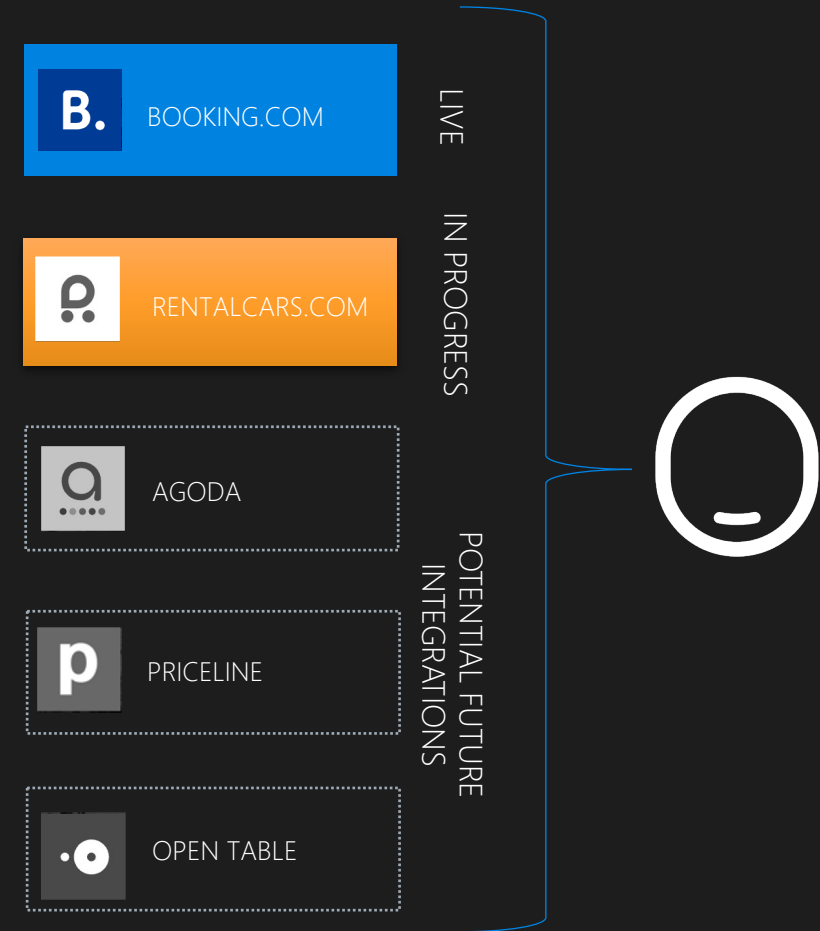 B.
BOOKING.COM
LIVE
RENTALCARS.COM
IN PROGRESS
a
AGODA
p
PRICELINE
OPEN TABLE
POTENTIAL FUTURE
INTEGRATIONS